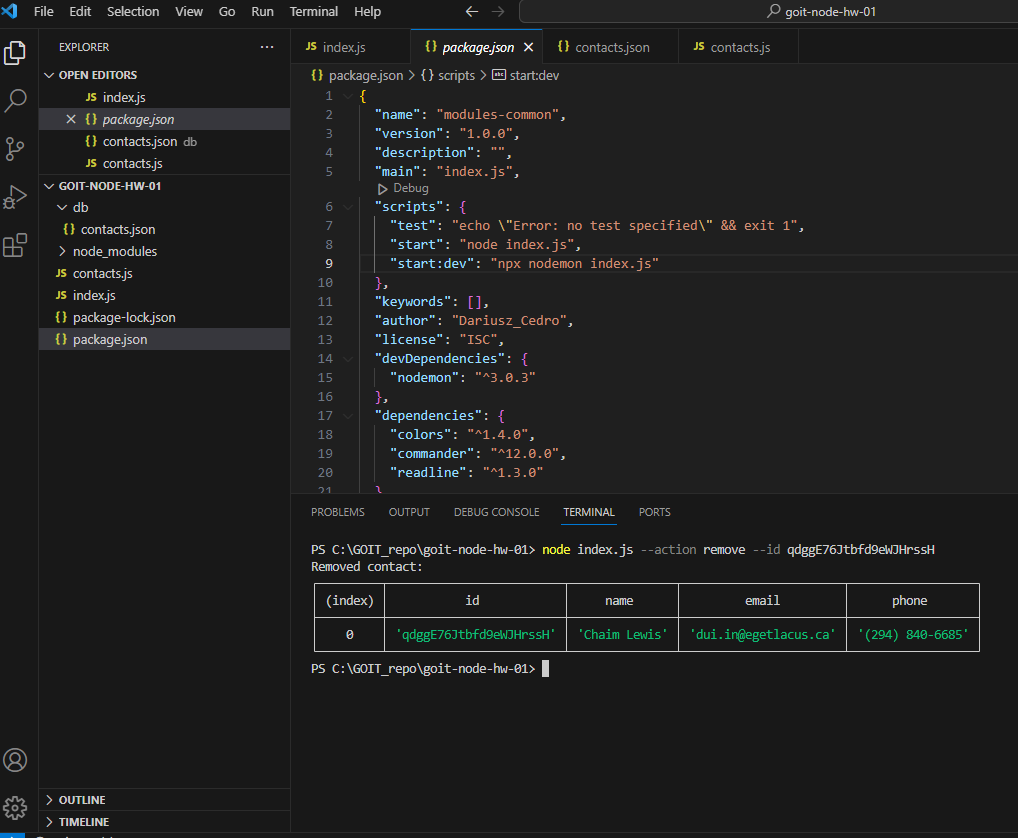 File Edit Selection View Go Run Terminal Help
goit-node-hw-01
EXPLORER
OPEN EDITORS
JS index.js
{} package.json
{} contacts.json db
JS contacts.js
GOIT-NODE-HW-01
db
{} contacts.json
node_modules
JS contacts.js
JS index.js
{} package-lock.json
{} package.json
OUTLINE
TIMELINE
JS index.js {} package.json {} contacts.json JS contacts.js
{} package.json > {} scripts > abc start:dev
1 {
2 "name": "modules-common",
3 "version": "1.0.0",
4 "description": "",
5 "main": "index.js",
Debug
6 "scripts": {
7 "test": "echo \"Error: no test specified\" && exit 1",
8 "start": "node index.js",
9 "start:dev": "npx nodemon index.js"
10 },
11 "keywords": [],
12 "author": "Dariusz_Cedro",
13 "license": "ISC",
14 "devDependencies": {
15 "nodemon": "^3.0.3"
16 },
17 "dependencies": {
18 "colors": "^1.4.0",
19 "commander": "^12.0.0",
20 "readline": "^1.3.0"
21 }
PROBLEMS OUTPUT DEBUG CONSOLE TERMINAL PORTS
PS C:\GOIT_repo\goit-node-hw-01> node index.js --action remove --id qdggE76Jtbfd9eWJHrssH
Removed contact:
(index) id name email phone
0 'qdggE76Jtbfd9eWJHrssH' 'Chaim Lewis' 'dui.in@egetlacus.ca' '(294) 840-6685'
PS C:\GOIT_repo\goit-node-hw-01>